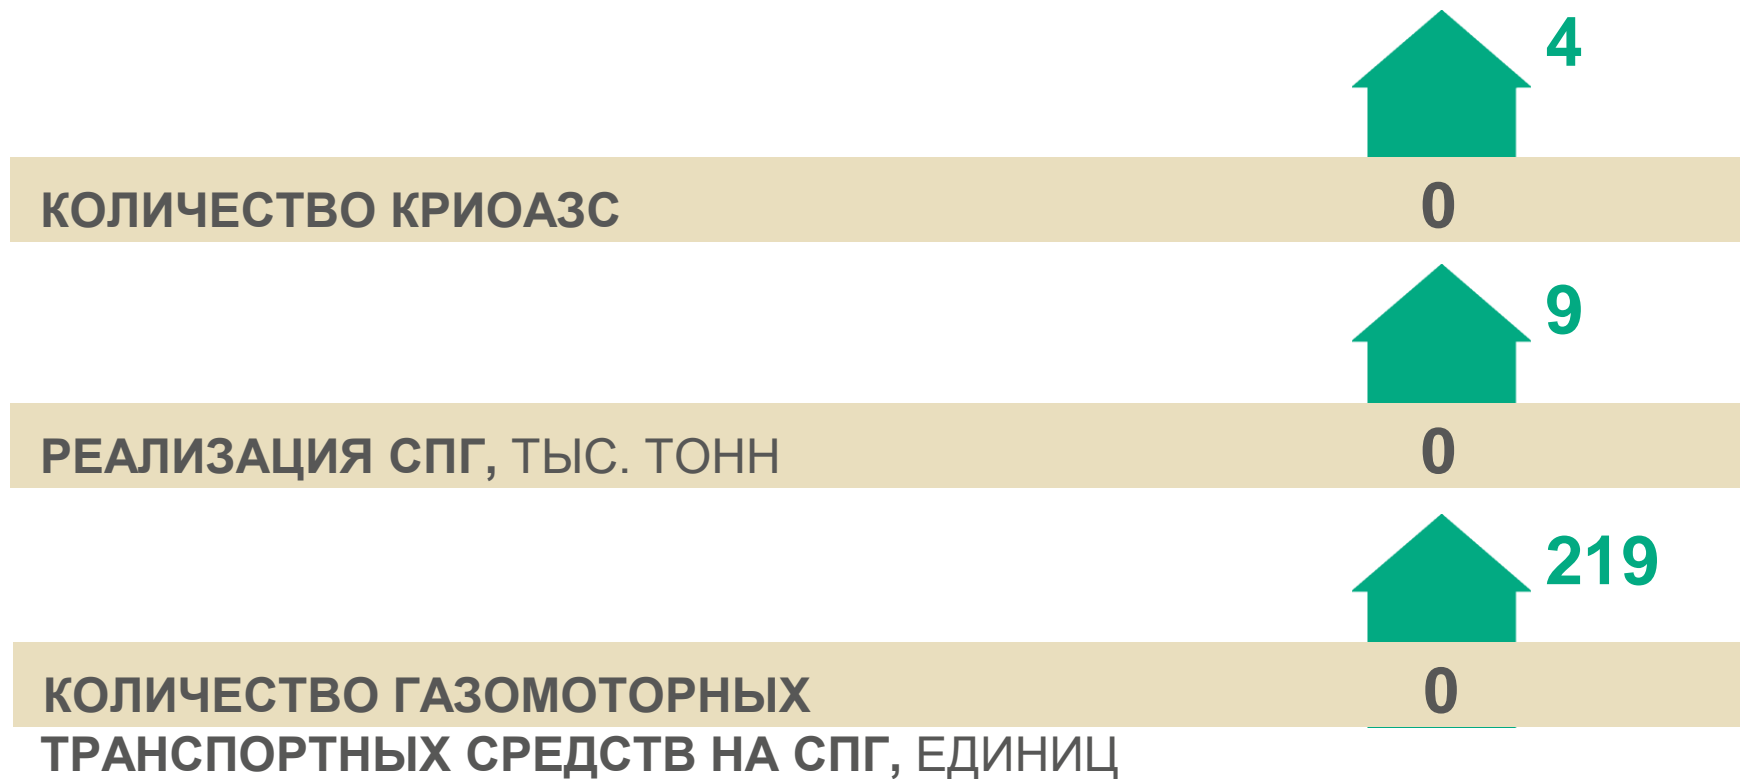 4
КОЛИЧЕСТВО КРИОАЗС 0
9
РЕАЛИЗАЦИЯ СПГ, ТЫС. ТОНН 0
219
КОЛИЧЕСТВО ГАЗОМОТОРНЫХ 0
ТРАНСПОРТНЫХ СРЕДСТВ НА СПГ, ЕДИНИЦ